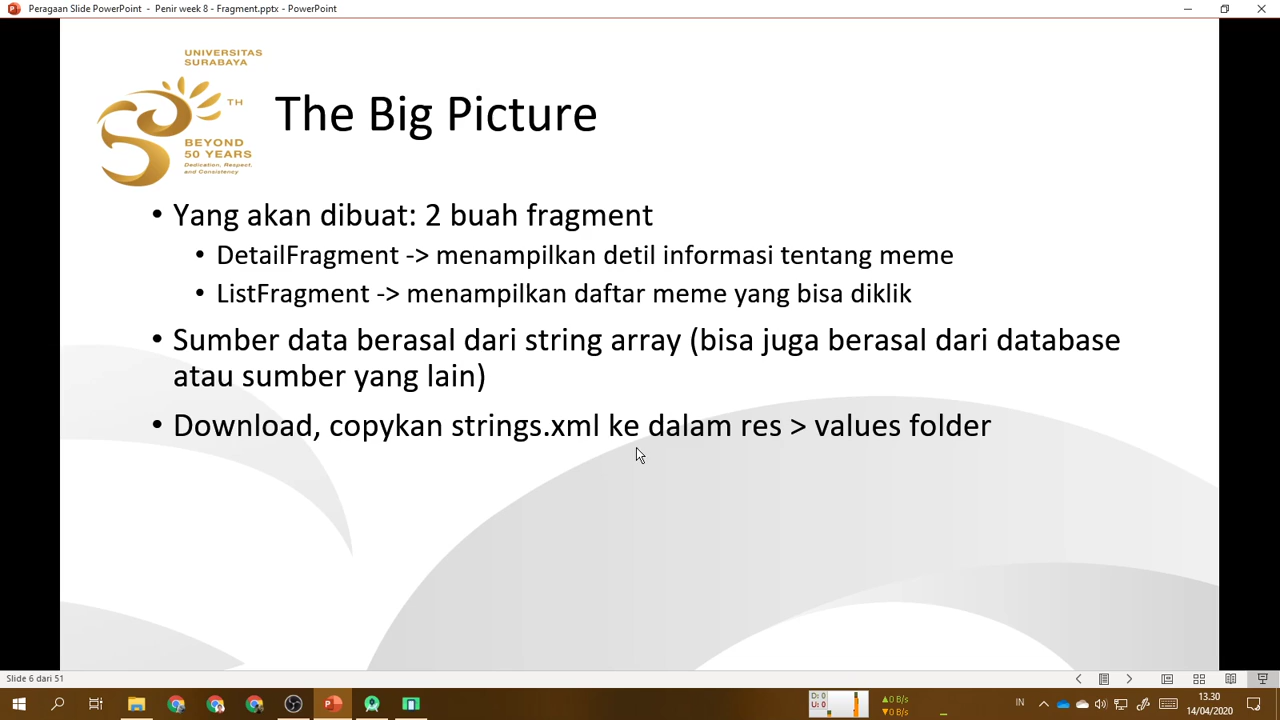 Peragaan Slide PowerPoint - Penir week 8 - Fragment.pptx - PowerPoint
UNIVERSITAS
SURABAYA
TH
BEYOND
50 YEARS
Dedication, Respect,
and Consistency
The Big Picture
• Yang akan dibuat: 2 buah fragment
• DetailFragment -> menampilkan detil informasi tentang meme
• ListFragment -> menampilkan daftar meme yang bisa diklik
• Sumber data berasal dari string array (bisa juga berasal dari database
atau sumber yang lain)
• Download, copykan strings.xml ke dalam res > values folder
Slide 6 dari 51
D: 0
U: 0
0 B/s
0 B/s
IN
13.30
14/04/2020